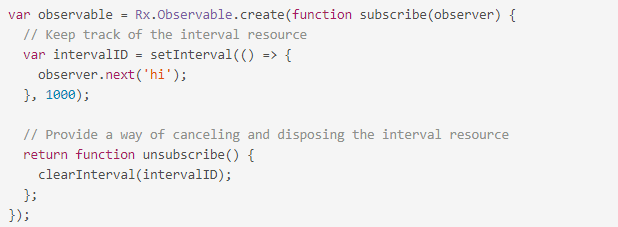 var observable = Rx.Observable.create(function subscribe(observer) {
  // Keep track of the interval resource
  var intervalID = setInterval(() => {
    observer.next('hi');
  }, 1000);

  // Provide a way of canceling and disposing the interval resource
  return function unsubscribe() {
    clearInterval(intervalID);
  };
});